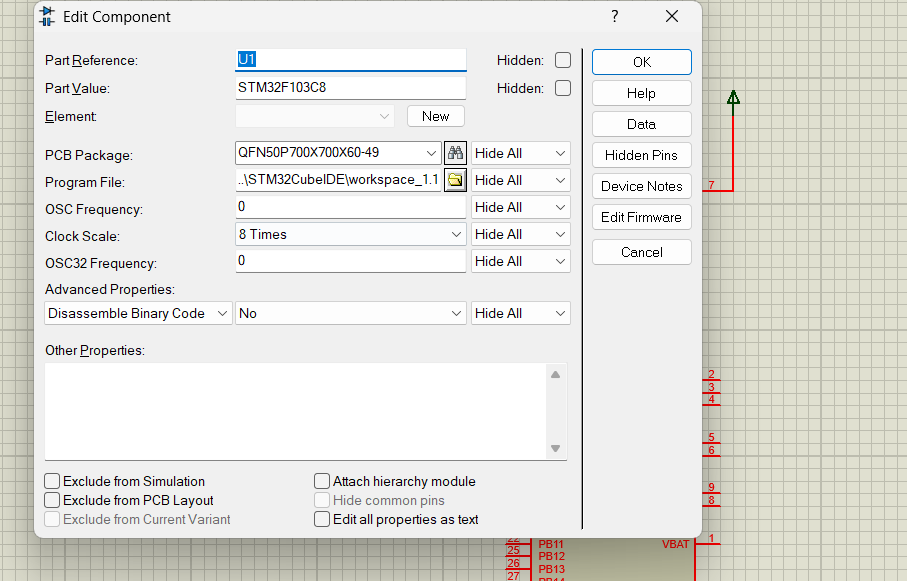 Edit Component ?
Part Reference: U1 Hidden: OK
Part Value: STM32F103C8 Hidden: Help
Element: New Data
PCB Package: QFN50P700X700X60-49 Hide All Hidden Pins
Program File: ..\STM32CubeIDE\workspace_1.1 Hide All Device Notes
OSC Frequency: 0 Hide All Edit Firmware
Clock Scale: 8 Times Hide All
OSC32 Frequency: 0 Hide All Cancel
Advanced Properties:
Disassemble Binary Code No Hide All
Other Properties:
Exclude from Simulation Attach hierarchy module
Exclude from PCB Layout Hide common pins
Exclude from Current Variant Edit all properties as text
7
2
3
4
5
6
9
8
1
VBAT
22 PB11
25 PB12
26 PB13
27